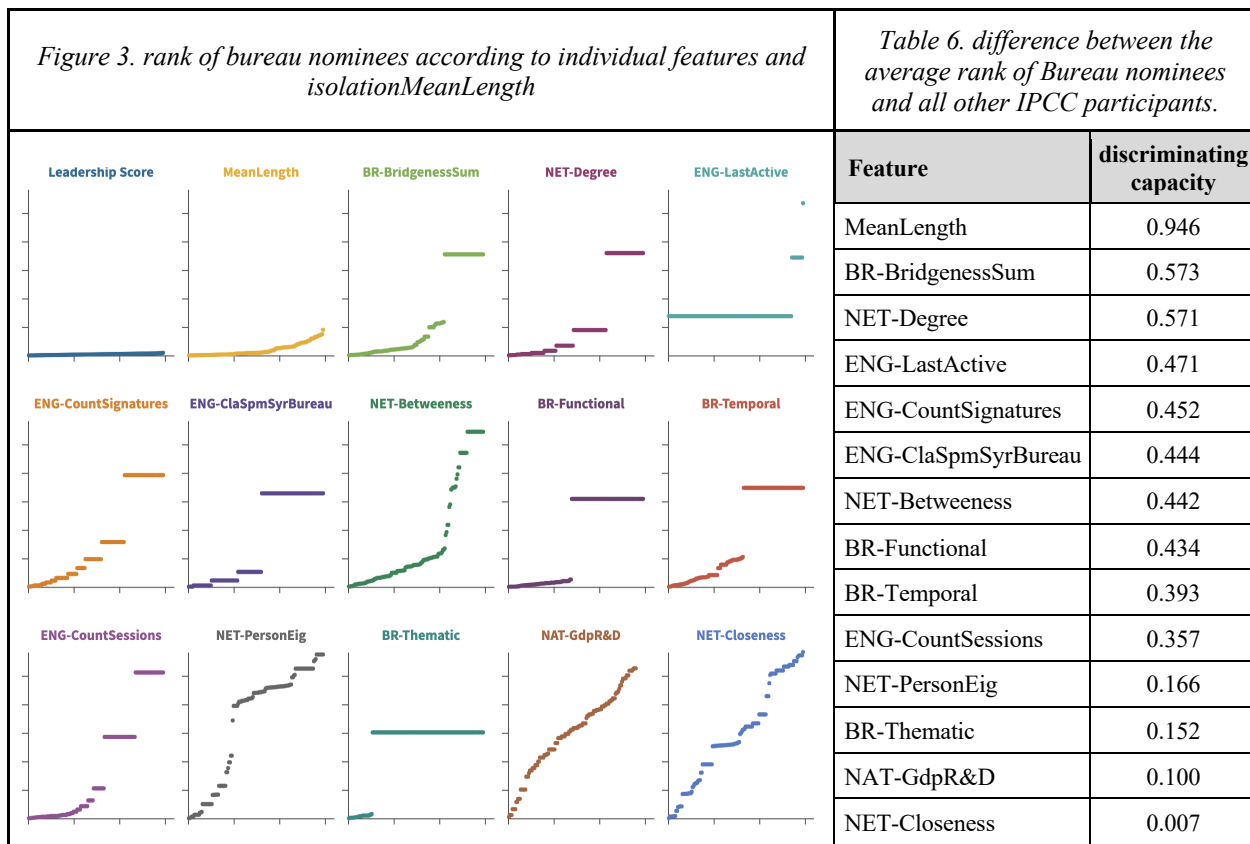 Figure 3. rank of bureau nominees according to individual features and
isolationMeanLength
Table 6. difference between the
average rank of Bureau nominees
and all other IPCC participants.
Leadership Score
MeanLength
BR-BridgenessSum
NET-Degree
ENG-LastActive
ENG-CountSignatures
ENG-ClaSpmSyrBureau
NET-Betweeness
BR-Functional
BR-Temporal
ENG-CountSessions
NET-PersonEig
BR-Thematic
NAT-GdpR&D
NET-Closeness
Feature discriminating
capacity
MeanLength 0.946
BR-BridgenessSum 0.573
NET-Degree 0.571
ENG-LastActive 0.471
ENG-CountSignatures 0.452
ENG-ClaSpmSyrBureau 0.444
NET-Betweeness 0.442
BR-Functional 0.434
BR-Temporal 0.393
ENG-CountSessions 0.357
NET-PersonEig 0.166
BR-Thematic 0.152
NAT-GdpR&D 0.100
NET-Closeness 0.007